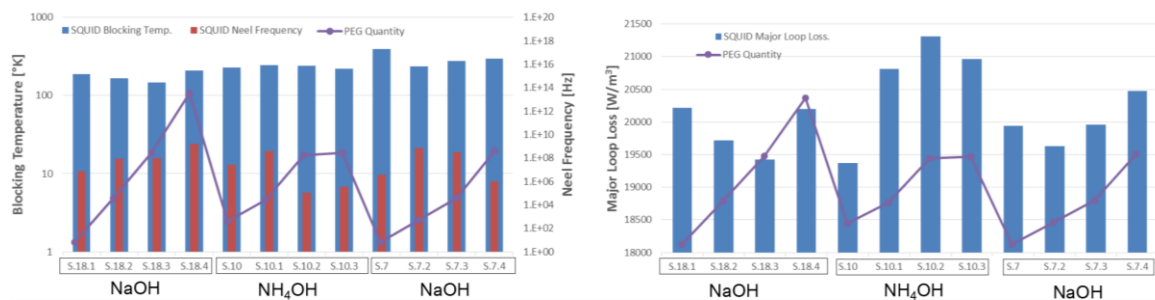 1000
100
10
1
Blocking Temperature [°K]
SQUID Blocking Temp.
SQUID Neel Frequency
PEG Quantity
1.E+20
1.E+18
1.E+16
1.E+14
1.E+12
1.E+10
1.E+08
1.E+06
1.E+04
1.E+02
1.E+00
Neel Frequency [Hz]
S.18.1 S.18.2 S.18.3 S.18.4 S.10 S.10.1 S.10.2 S.10.3 S.7 S.7.2 S.7.3 S.7.4
NaOH NH₄OH NaOH
21500
21000
20500
20000
19500
19000
18500
18000
Major Loop Loss [W/m³]
SQUID Major Loop Loss.
PEG Quantity
S.18.1 S.18.2 S.18.3 S.18.4 S.10 S.10.1 S.10.2 S.10.3 S.7 S.7.2 S.7.3 S.7.4
NaOH NH₄OH NaOH